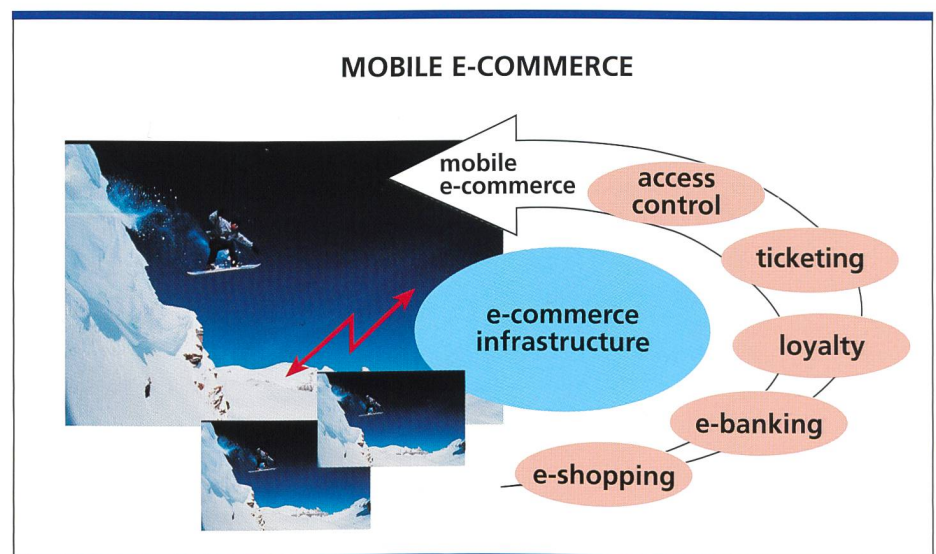 MOBILE E-COMMERCE
mobile
e-commerce
access
control
ticketing
e-commerce
infrastructure
loyalty
e-banking
e-shopping